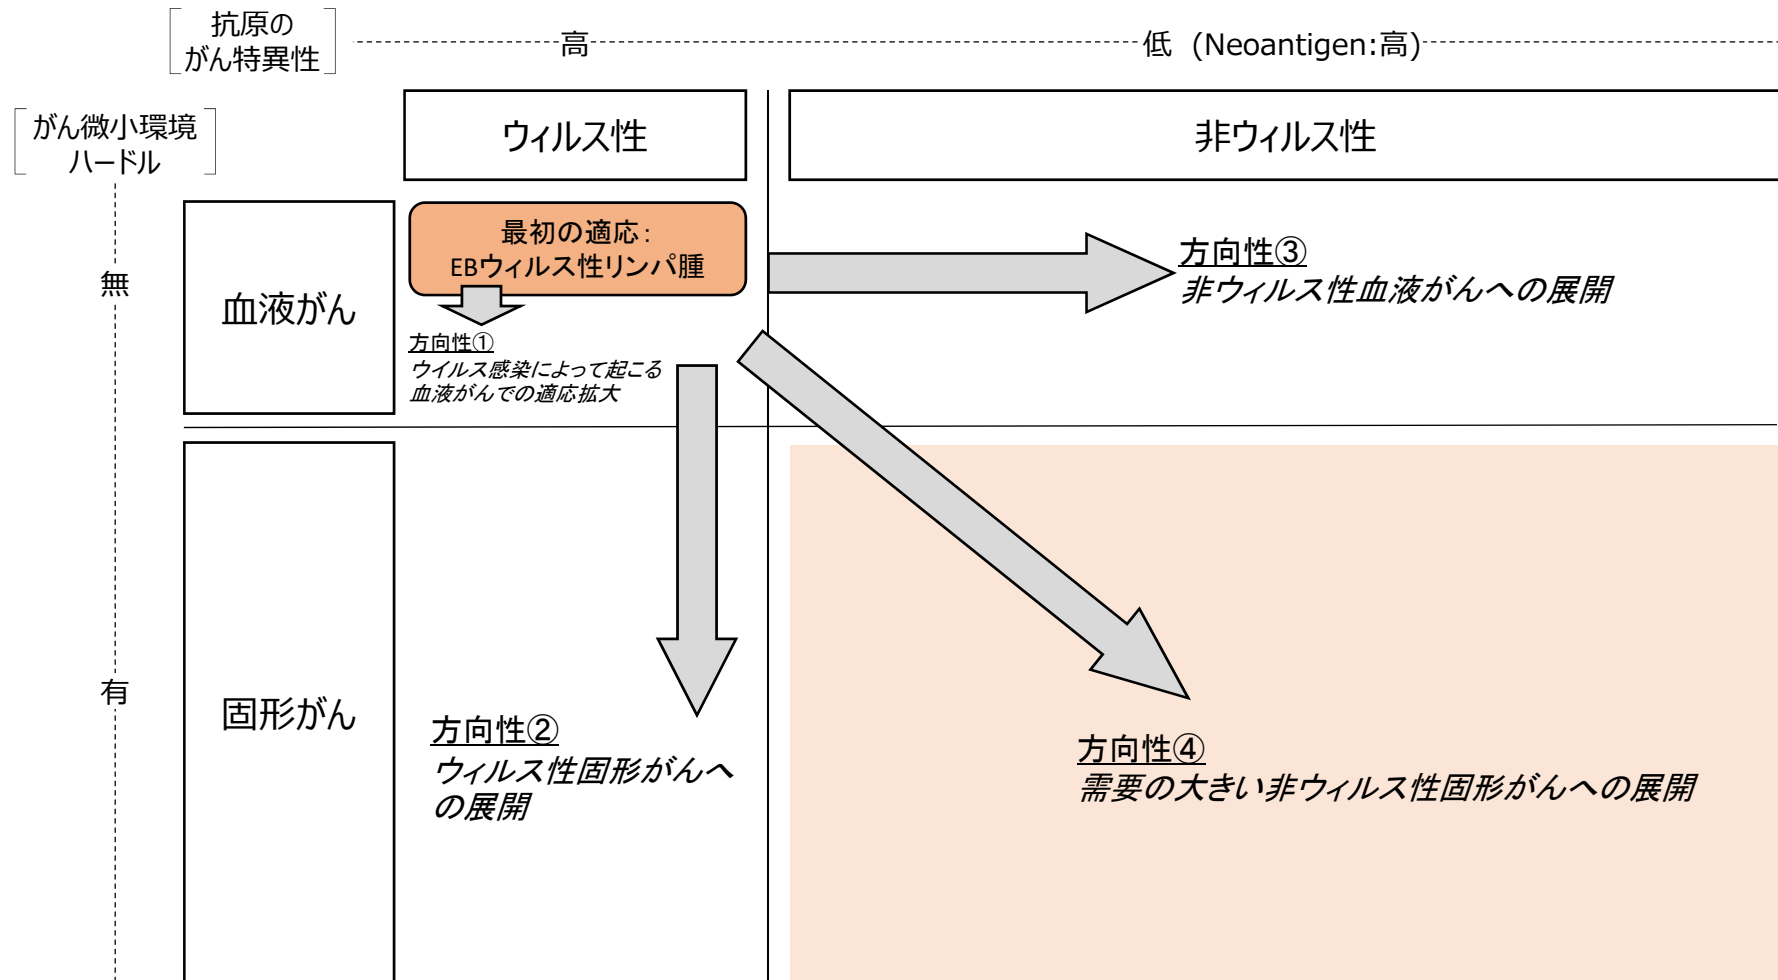 抗原の
がん特異性
高
低 (Neoantigen:高)
がん微小環境
ハードル
ウィルス性
非ウィルス性
無
血液がん
最初の適応:
EBウィルス性リンパ腫
方向性①
ウイルス感染によって起こる
血液がんでの適応拡大
方向性③
非ウィルス性血液がんへの展開
有
固形がん
方向性②
ウィルス性固形がんへ
の展開
方向性④
需要の大きい非ウィルス性固形がんへの展開